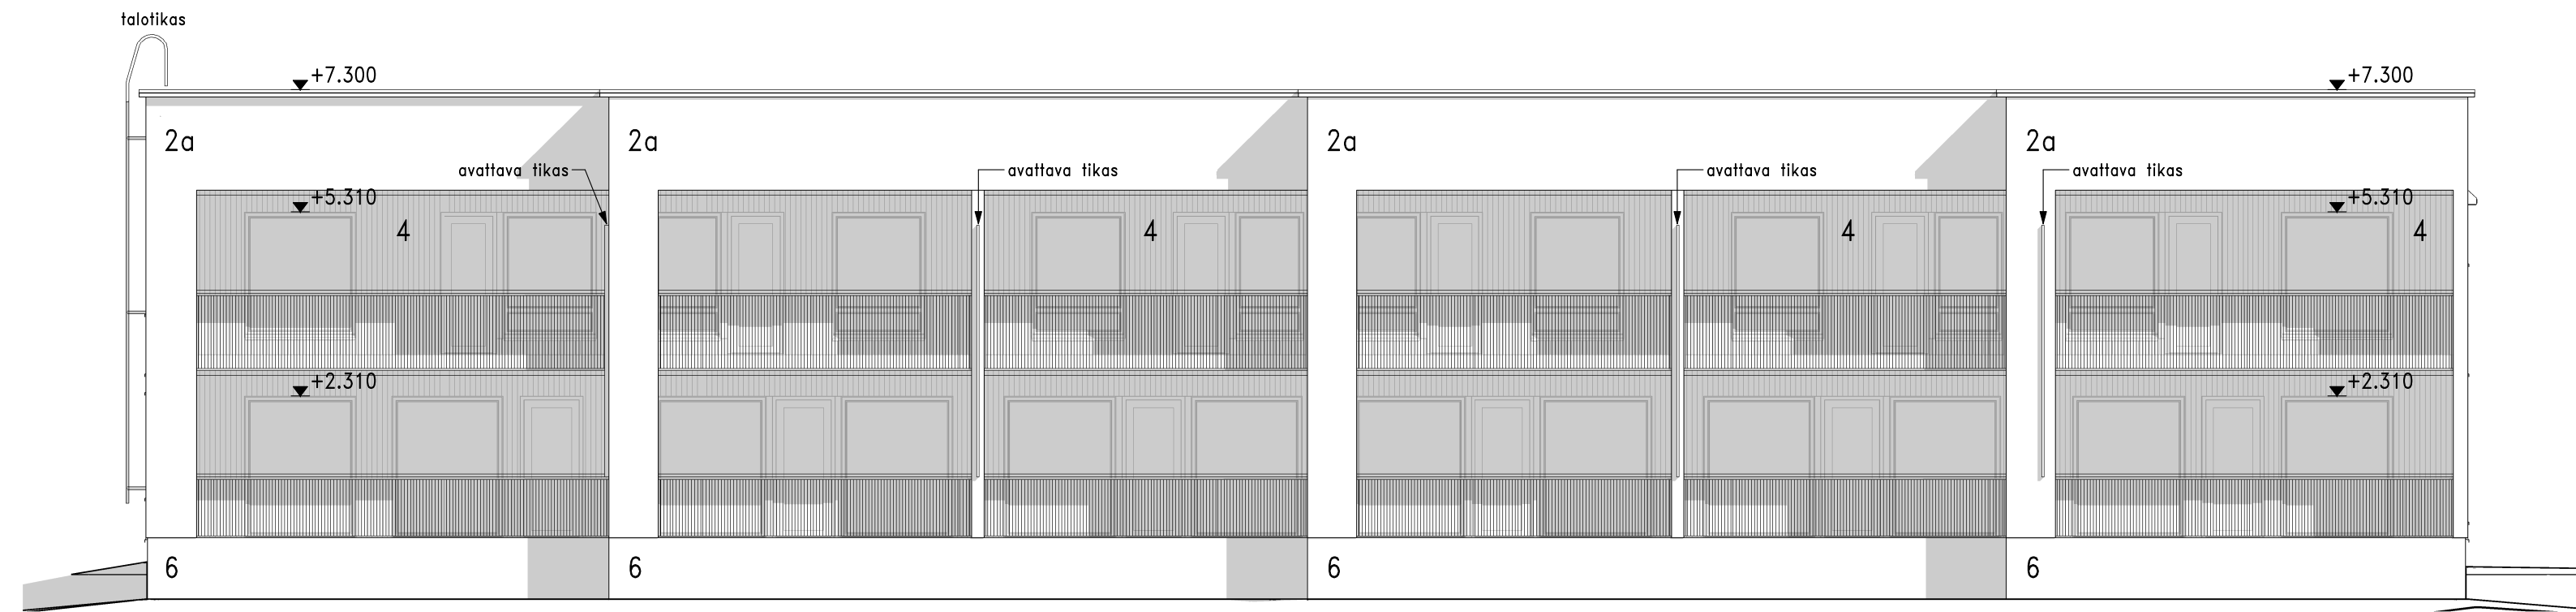 talotikas
+7.300 +7.300
2a 2a 2a 2a
avattava tikas avattava tikas avattava tikas avattava tikas
+5.310 +5.310
4 4 4 4
+2.310 +2.310
6 6 6 6